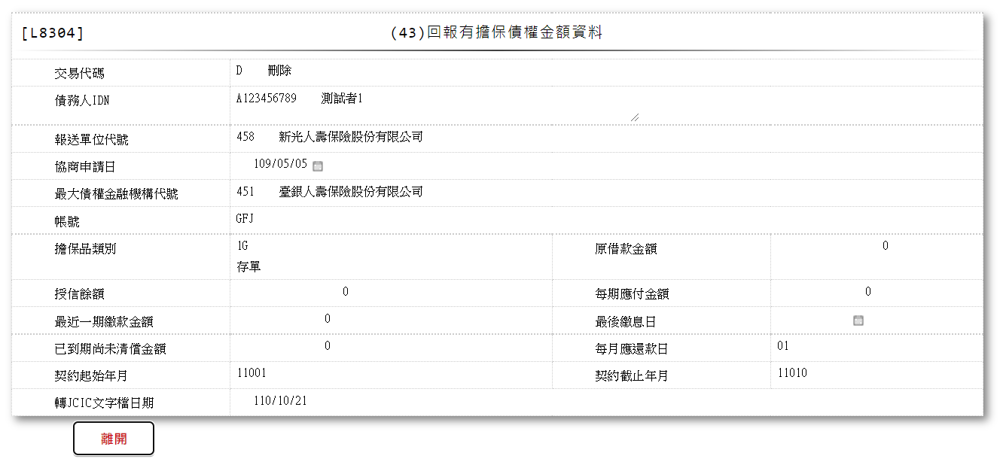 [L8304] (43)回報有擔保債權金額資料
交易代碼 D 刪除
債務人IDN A123456789 測試者1
報送單位代號 458 新光人壽保險股份有限公司
協商申請日 109/05/05
最大債權金融機構代號 451 臺銀人壽保險股份有限公司
帳號 GFJ
擔保品類別 1G 原借款金額 0
存單
授信餘額 0 每期應付金額 0
最近一期繳款金額 0 最後繳息日
已到期尚未清償金額 0 每月應還款日 01
契約起始年月 11001 契約截止年月 11010
轉JCIC文字檔日期 110/10/21
離開